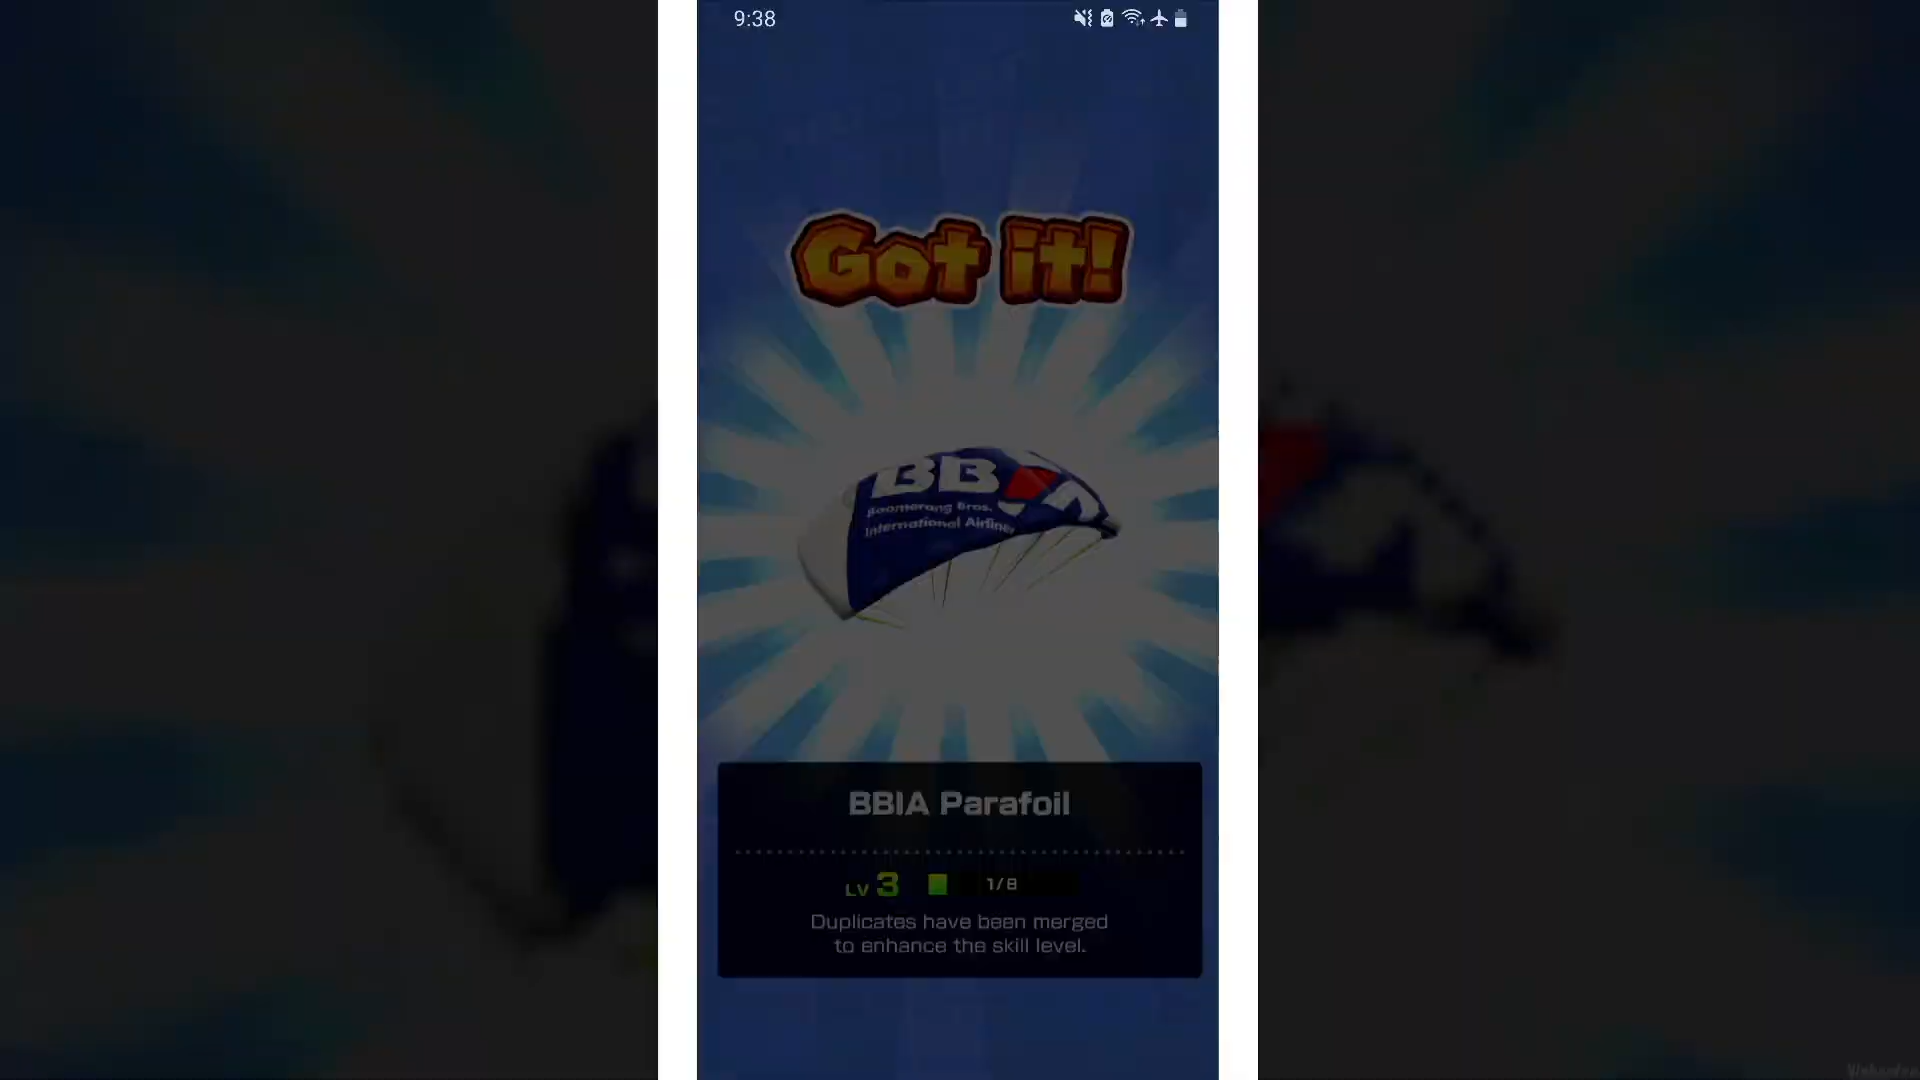 9:38
Got it!
BB
Boomerang Bros.
International Airlines
BBIA Parafoil
LV 3 1/8
Duplicates have been merged
to enhance the skill level.